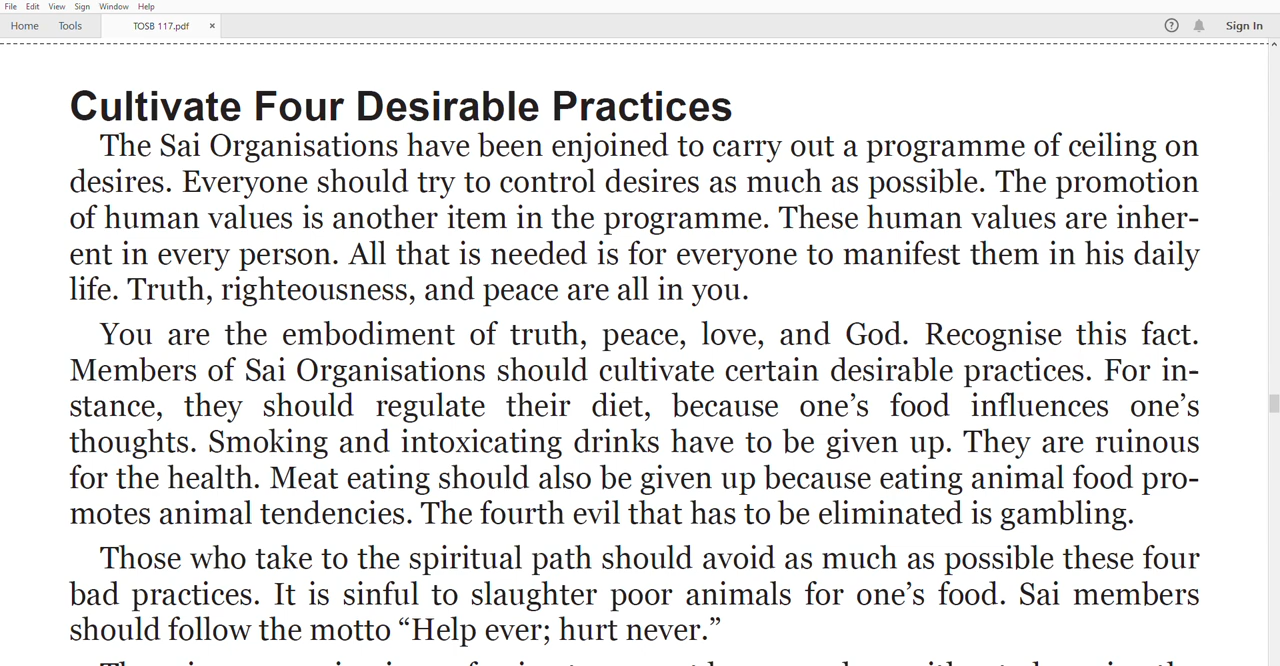 File Edit View Sign Window Help
Home Tools TOSB 117.pdf × ? Sign In
Cultivate Four Desirable Practices
The Sai Organisations have been enjoined to carry out a programme of ceiling on
desires. Everyone should try to control desires as much as possible. The promotion
of human values is another item in the programme. These human values are inher-
ent in every person. All that is needed is for everyone to manifest them in his daily
life. Truth, righteousness, and peace are all in you.
You are the embodiment of truth, peace, love, and God. Recognise this fact.
Members of Sai Organisations should cultivate certain desirable practices. For in-
stance, they should regulate their diet, because one’s food influences one’s
thoughts. Smoking and intoxicating drinks have to be given up. They are ruinous
for the health. Meat eating should also be given up because eating animal food pro-
motes animal tendencies. The fourth evil that has to be eliminated is gambling.
Those who take to the spiritual path should avoid as much as possible these four
bad practices. It is sinful to slaughter poor animals for one’s food. Sai members
should follow the motto “Help ever; hurt never.”